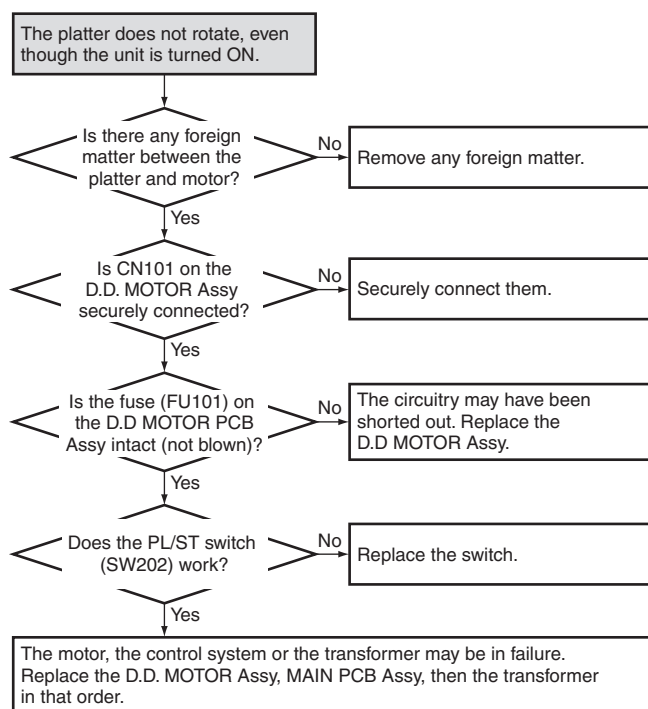 The platter does not rotate, even
though the unit is turned ON.
Is there any foreign
matter between the
platter and motor?
No
Remove any foreign matter.
Yes
Is CN101 on the
D.D. MOTOR Assy
securely connected?
No
Securely connect them.
Yes
Is the fuse (FU101) on
the D.D MOTOR PCB
Assy intact (not blown)?
No
The circuitry may have been
shorted out. Replace the
D.D MOTOR Assy.
Yes
Does the PL/ST switch
(SW202) work?
No
Replace the switch.
Yes
The motor, the control system or the transformer may be in failure.
Replace the D.D. MOTOR Assy, MAIN PCB Assy, then the transformer
in that order.